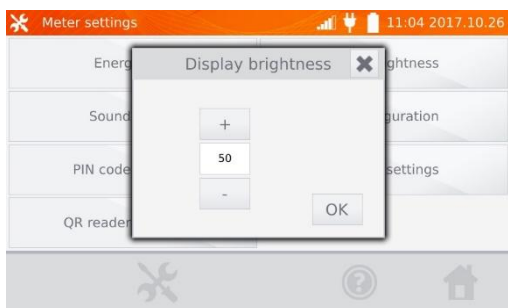 Meter settings 11:04 2017.10.26
Display brightness
Energ
ghtness
+
Sound
guration
50
PIN code
settings
-
OK
QR reader